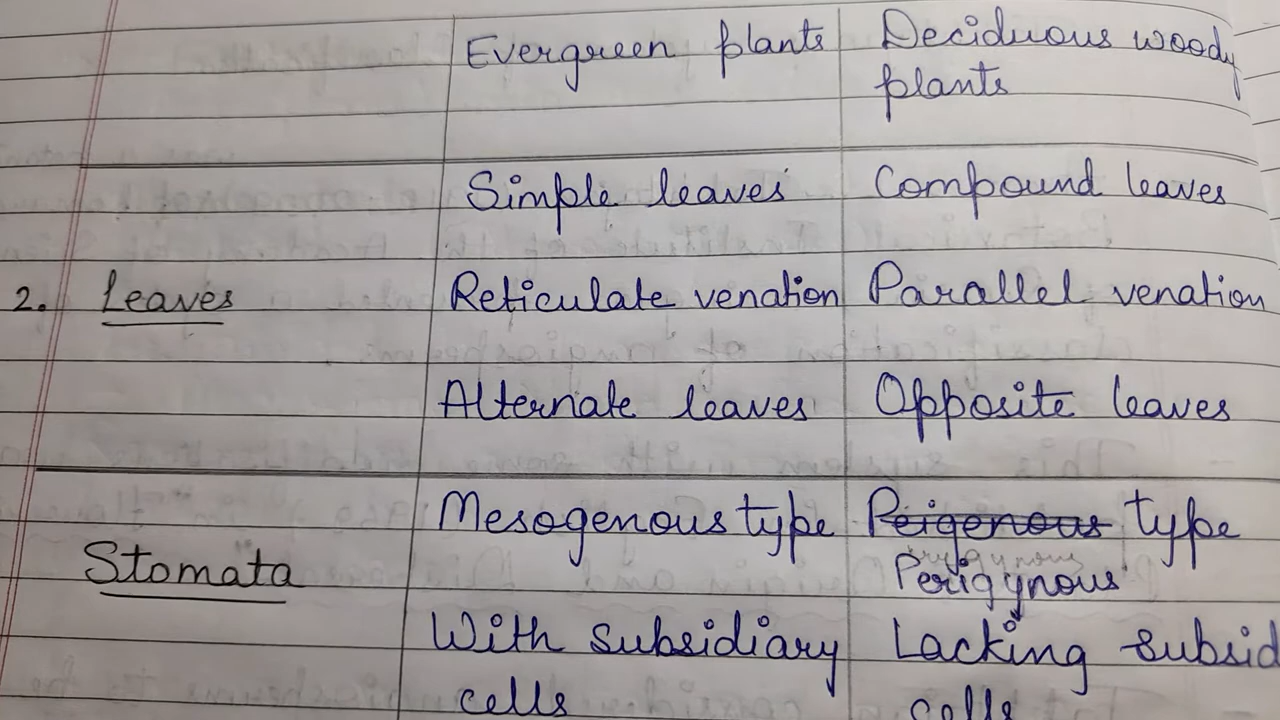 Evergreen plants Deciduous woody
plants
Simple leaves Compound leaves
2. Leaves Reticulate venation Parallel venation
Alternate leaves Opposite leaves
Mesogenous type Peigenous type
Stomata Perigynous
With subsidiary Lacking subsid
cells cells